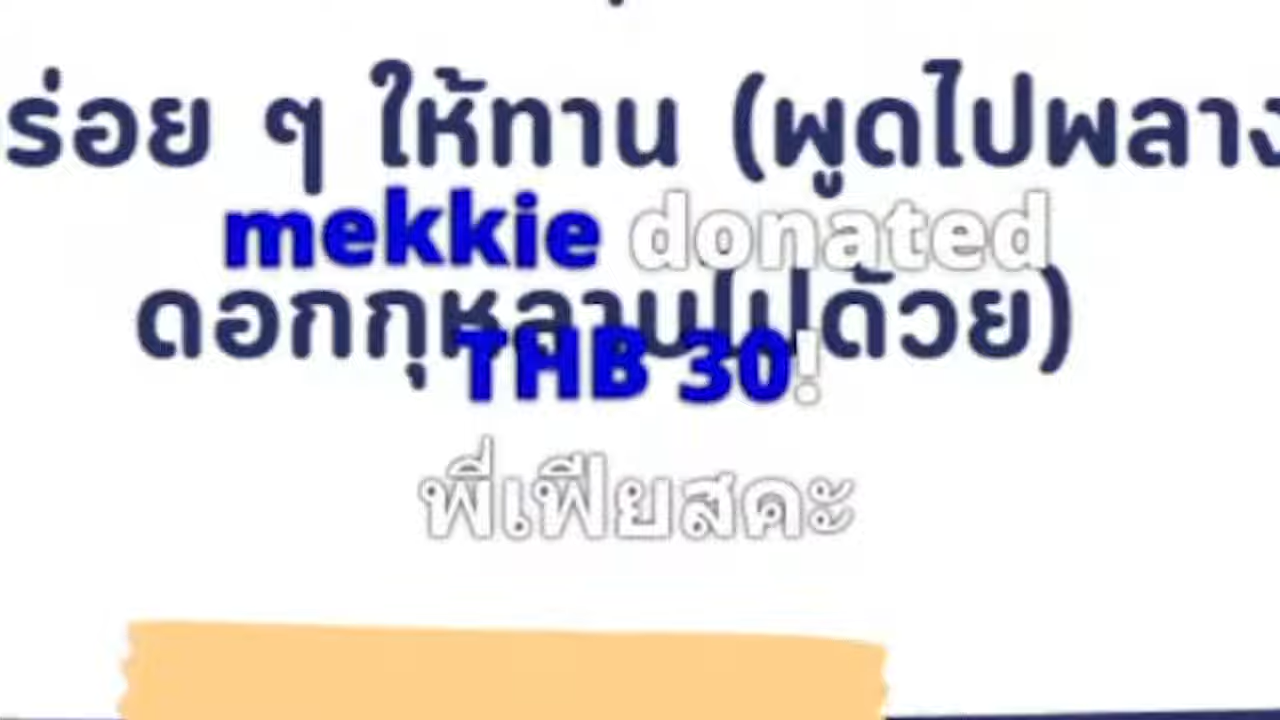 ร่อย ๆ ให้ทาน (พูดไปพลาง
mekkie donated
ดอกกุหลาบไปด้วย)
THB 30!
พี่เฟียสคะ